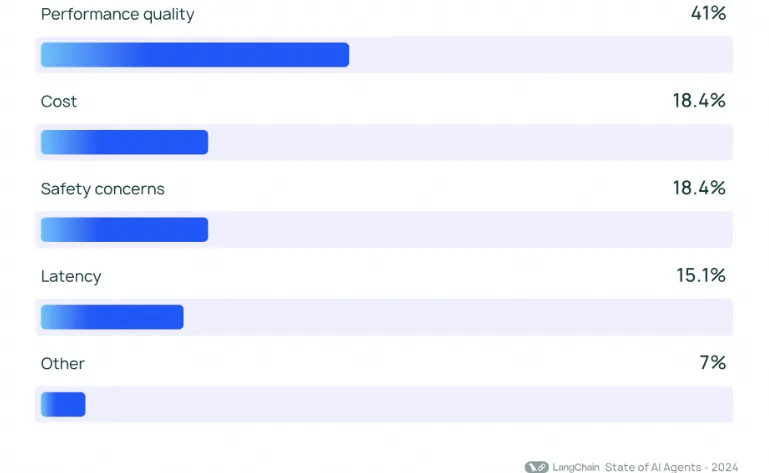 Performance quality 41%
Cost 18.4%
Safety concerns 18.4%
Latency 15.1%
Other 7%
LangChain State of AI Agents - 2024